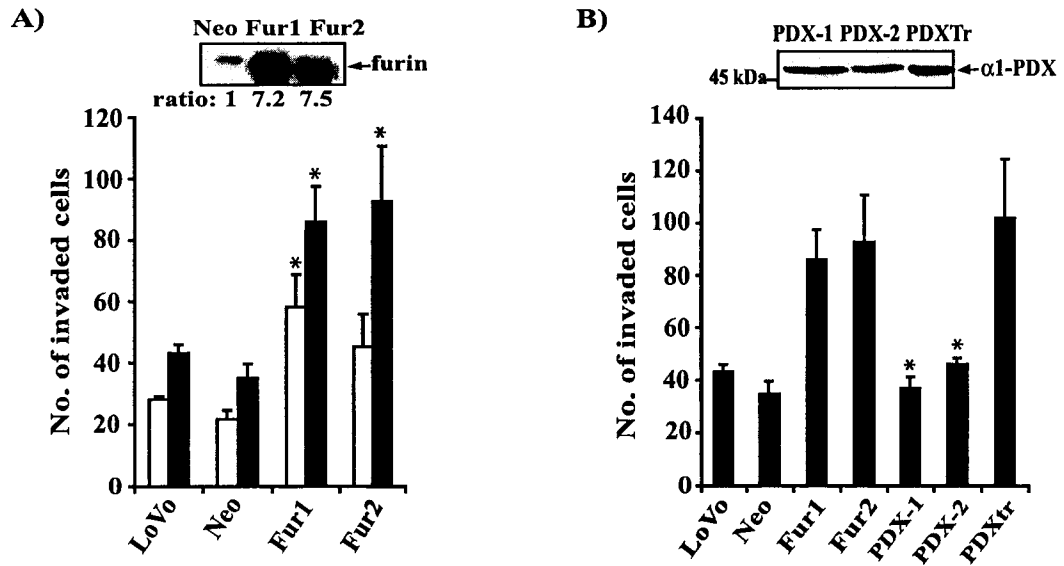 A)
Neo Fur1 Fur2
furin
ratio: 1 7.2 7.5
No. of invaded cells
120
100
80
60
40
20
0
*
*
*
LoVo
Neo
Fur1
Fur2
B)
PDX-1 PDX-2 PDXTr
45 kDa
α1-PDX
No. of invaded cells
140
120
100
80
60
40
20
0
*
*
LoVo
Neo
Fur1
Fur2
PDX-1
PDX-2
PDXtr